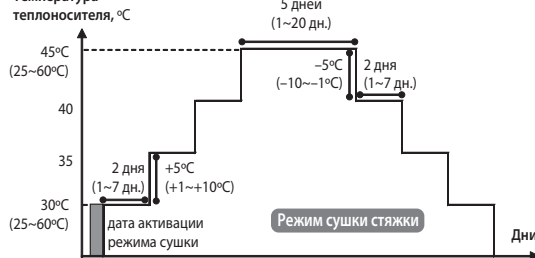 Температура
теплоносителя, ºC
5 дней
(1~20 дн.)
45ºC
(25~60ºC)
–5ºC
(–10~–1ºC)
2 дня
(1~7 дн.)
40
35
2 дня
(1~7 дн.)
+5ºC
(+1~+10ºC)
30ºC
(25~60ºC)
дата активации
режима сушки
Режим сушки стяжки
Дни